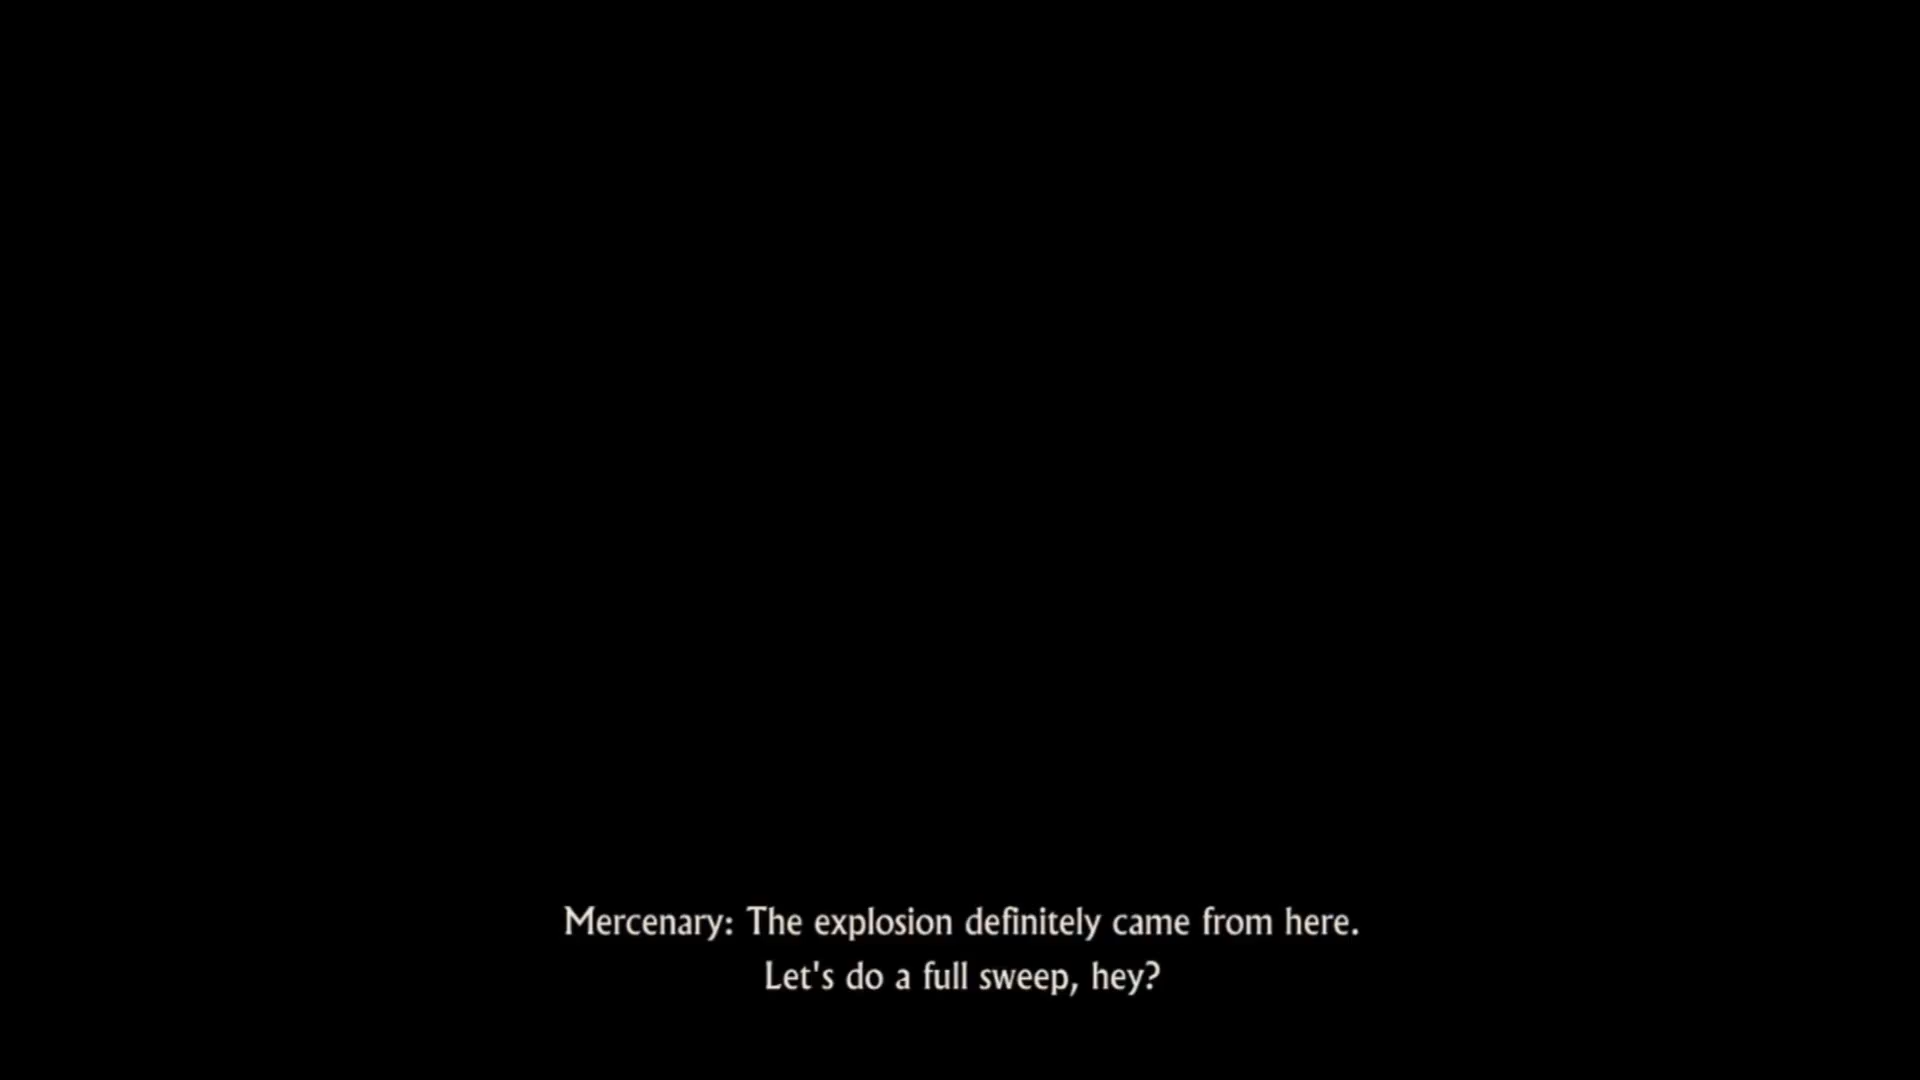 Mercenary: The explosion definitely came from here.
Let's do a full sweep, hey?